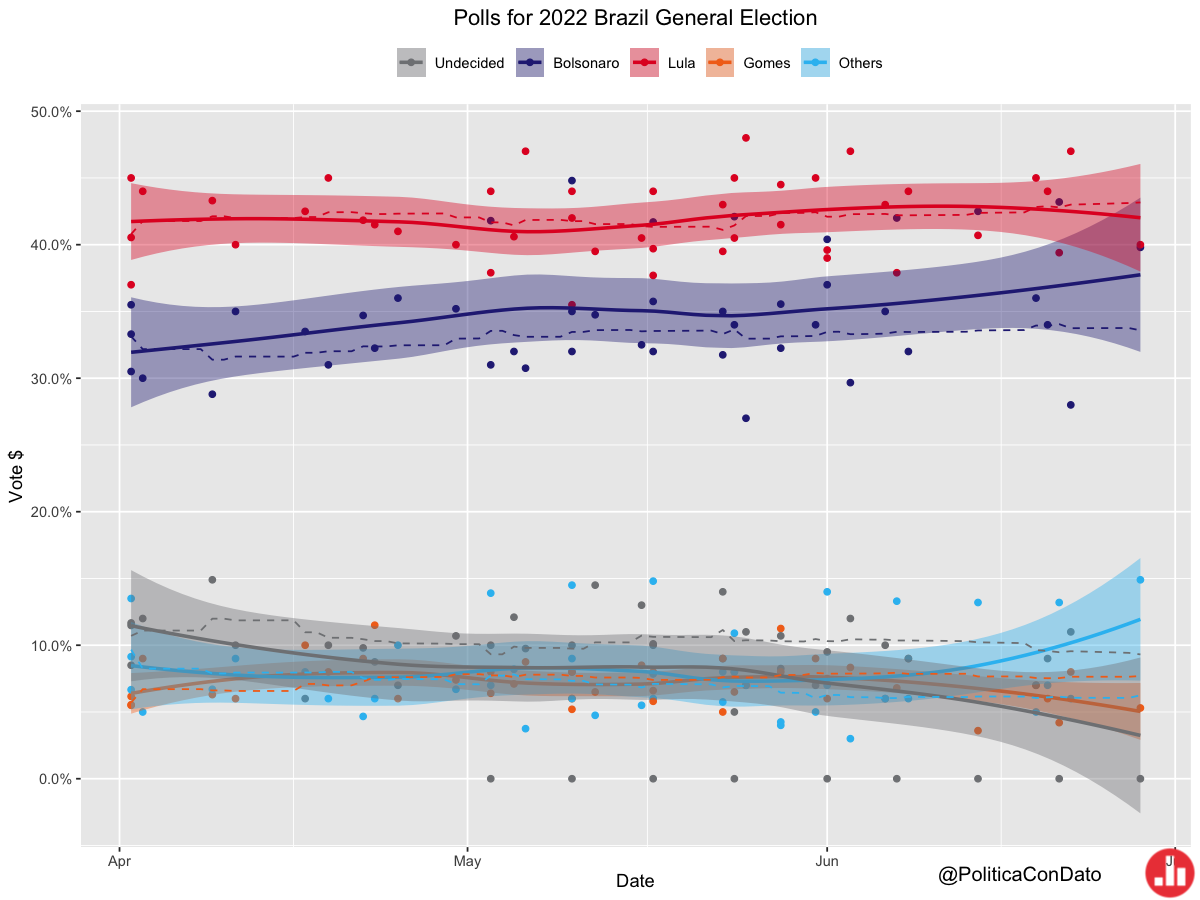 Polls for 2022 Brazil General Election
Undecided Bolsonaro Lula Gomes Others
50.0%
40.0%
30.0%
20.0%
10.0%
0.0%
Vote $
Apr May Jun
Date
@PoliticaConDato